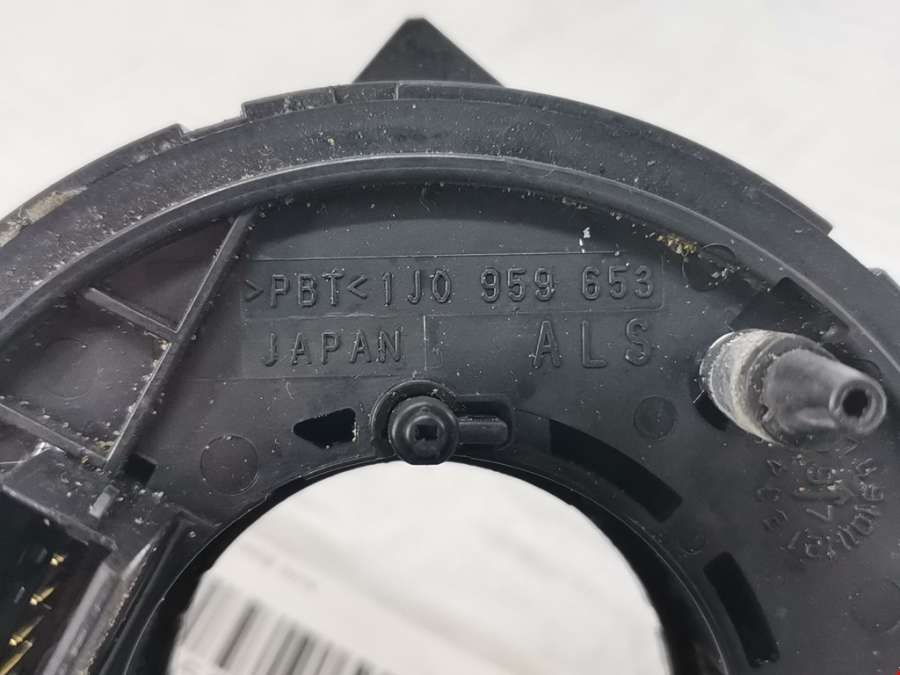 >PBT< 1J0 959 653
JAPAN ALS